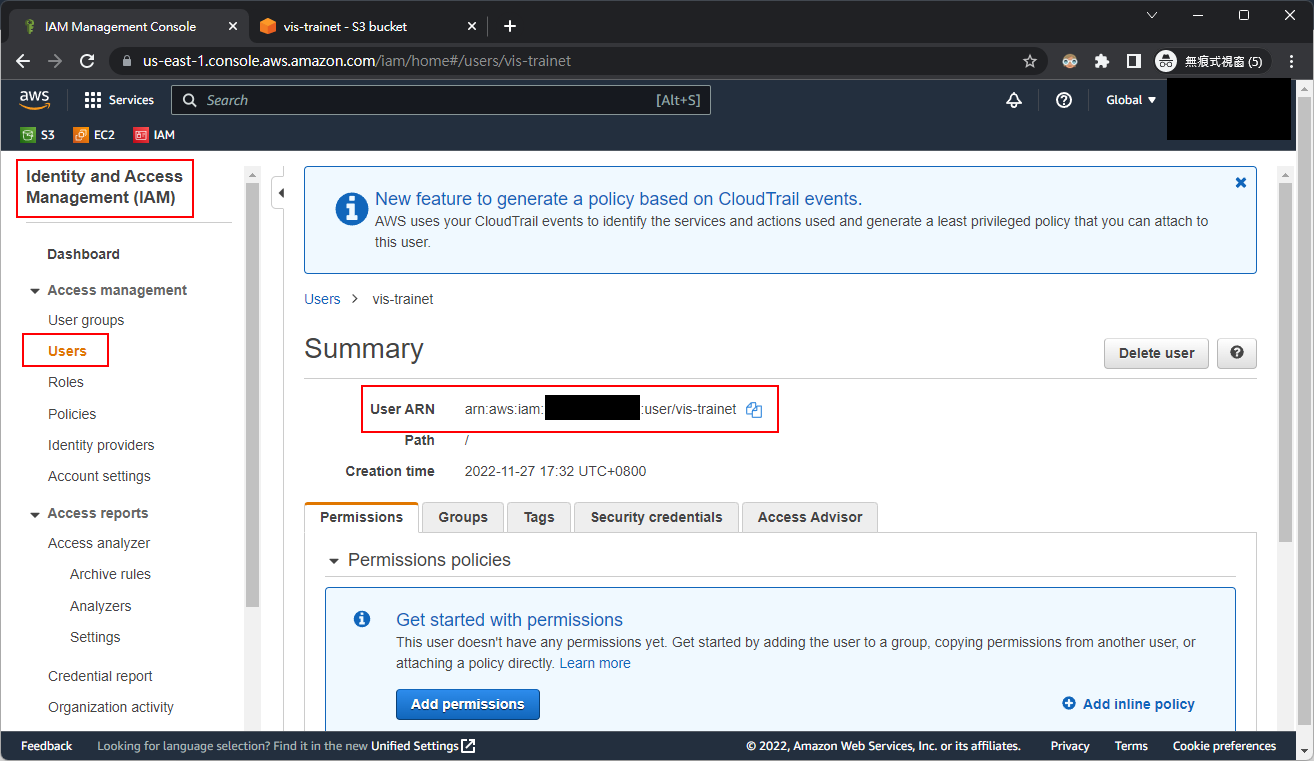 IAM Management Console
vis-trainet - S3 bucket
us-east-1.console.aws.amazon.com/iam/home#/users/vis-trainet
無痕式視窗 (5)
aws
Services
Search
[Alt+S]
Global
S3
EC2
IAM
Identity and Access
Management (IAM)
Dashboard
Access management
User groups
Users
Roles
Policies
Identity providers
Account settings
Access reports
Access analyzer
Archive rules
Analyzers
Settings
Credential report
Organization activity
New feature to generate a policy based on CloudTrail events.
AWS uses your CloudTrail events to identify the services and actions used and generate a least privileged policy that you can attach to
this user.
Users > vis-trainet
Summary
Delete user
User ARN arn:aws:iam: :user/vis-trainet
Path /
Creation time 2022-11-27 17:32 UTC+0800
Permissions
Groups
Tags
Security credentials
Access Advisor
Permissions policies
Get started with permissions
This user doesn't have any permissions yet. Get started by adding the user to a group, copying permissions from another user, or
attaching a policy directly. Learn more
Add permissions
Add inline policy
Feedback
Looking for language selection? Find it in the new Unified Settings
© 2022, Amazon Web Services, Inc. or its affiliates.
Privacy
Terms
Cookie preferences